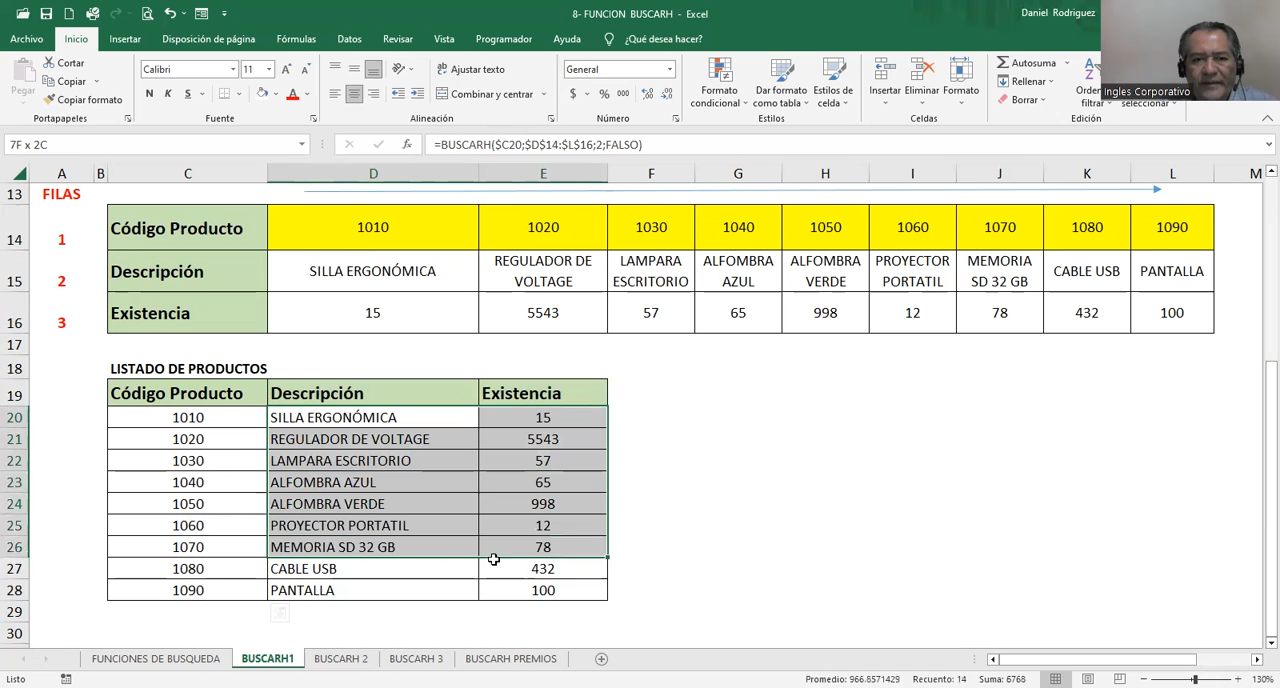 8- FUNCION BUSCARH - Excel
Daniel Rodriguez
Archivo Inicio Insertar Disposición de página Fórmulas Datos Revisar Vista Programador Ayuda ¿Qué desea hacer?
Cortar
Copiar
Copiar formato
Pegar
Portapapeles
Calibri 11
N K S
Fuente
Ajustar texto
Combinar y centrar
Alineación
General
$ % 000
Número
Formato condicional
Dar formato como tabla
Estilos de celda
Estilos
Insertar Eliminar Formato
Celdas
Autosuma
Rellenar
Borrar
Edición
Ingles Corporativo
7F x 2C
fx
=BUSCARH($C20;$D$14:$L$16;2;FALSO)
A B C D E F G H I J K L M
13 FILAS
14 1 Código Producto 1010 1020 1030 1040 1050 1060 1070 1080 1090
15 2 Descripción SILLA ERGONÓMICA REGULADOR DE VOLTAGE LAMPARA ESCRITORIO ALFOMBRA AZUL ALFOMBRA VERDE PROYECTOR PORTATIL MEMORIA SD 32 GB CABLE USB PANTALLA
16 3 Existencia 15 5543 57 65 998 12 78 432 100
17
18 LISTADO DE PRODUCTOS
19 Código Producto Descripción Existencia
20 1010 SILLA ERGONÓMICA 15
21 1020 REGULADOR DE VOLTAGE 5543
22 1030 LAMPARA ESCRITORIO 57
23 1040 ALFOMBRA AZUL 65
24 1050 ALFOMBRA VERDE 998
25 1060 PROYECTOR PORTATIL 12
26 1070 MEMORIA SD 32 GB 78
27 1080 CABLE USB 432
28 1090 PANTALLA 100
29
30
FUNCIONES DE BUSQUEDA BUSCARH1 BUSCARH 2 BUSCARH 3 BUSCARH PREMIOS
Listo
Promedio: 966.8571429 Recuento: 14 Suma: 6768
130%